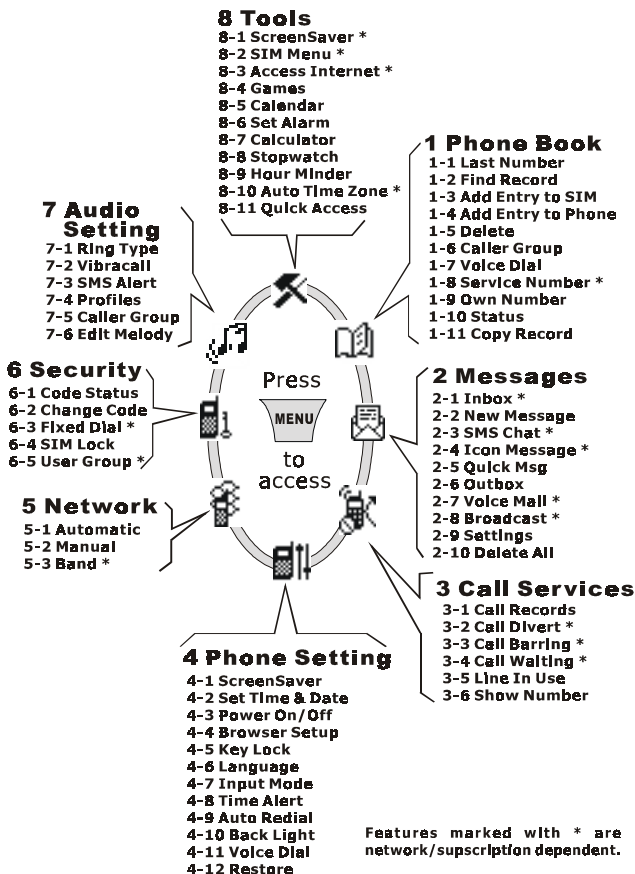 8 Tools
8-1 ScreenSaver *
8-2 SIM Menu *
8-3 Access Internet *
8-4 Games
8-5 Calendar
8-6 Set Alarm
8-7 Calculator
8-8 Stopwatch
8-9 Hour Minder
8-10 Auto Time Zone *
8-11 Quick Access
1 Phone Book
1-1 Last Number
1-2 Find Record
1-3 Add Entry to SIM
1-4 Add Entry to Phone
1-5 Delete
1-6 Caller Group
1-7 Voice Dial
1-8 Service Number *
1-9 Own Number
1-10 Status
1-11 Copy Record
2 Messages
2-1 Inbox *
2-2 New Message
2-3 SMS Chat *
2-4 Icon Message *
2-5 Quick Msg
2-6 Outbox
2-7 Voice Mail *
2-8 Broadcast *
2-9 Settings
2-10 Delete All
3 Call Services
3-1 Call Records
3-2 Call Divert *
3-3 Call Barring *
3-4 Call Waiting *
3-5 Line In Use
3-6 Show Number
4 Phone Setting
4-1 ScreenSaver
4-2 Set Time & Date
4-3 Power On/Off
4-4 Browser Setup
4-5 Key Lock
4-6 Language
4-7 Input Mode
4-8 Time Alert
4-9 Auto Redial
4-10 Back Light
4-11 Voice Dial
4-12 Restore
5 Network
5-1 Automatic
5-2 Manual
5-3 Band *
6 Security
6-1 Code Status
6-2 Change Code
6-3 Fixed Dial *
6-4 SIM Lock
6-5 User Group *
7 Audio
Setting
7-1 Ring Type
7-2 Vibracall
7-3 SMS Alert
7-4 Profiles
7-5 Caller Group
7-6 Edit Melody
Press
MENU
to
access
Features marked with * are
network/supscription dependent.